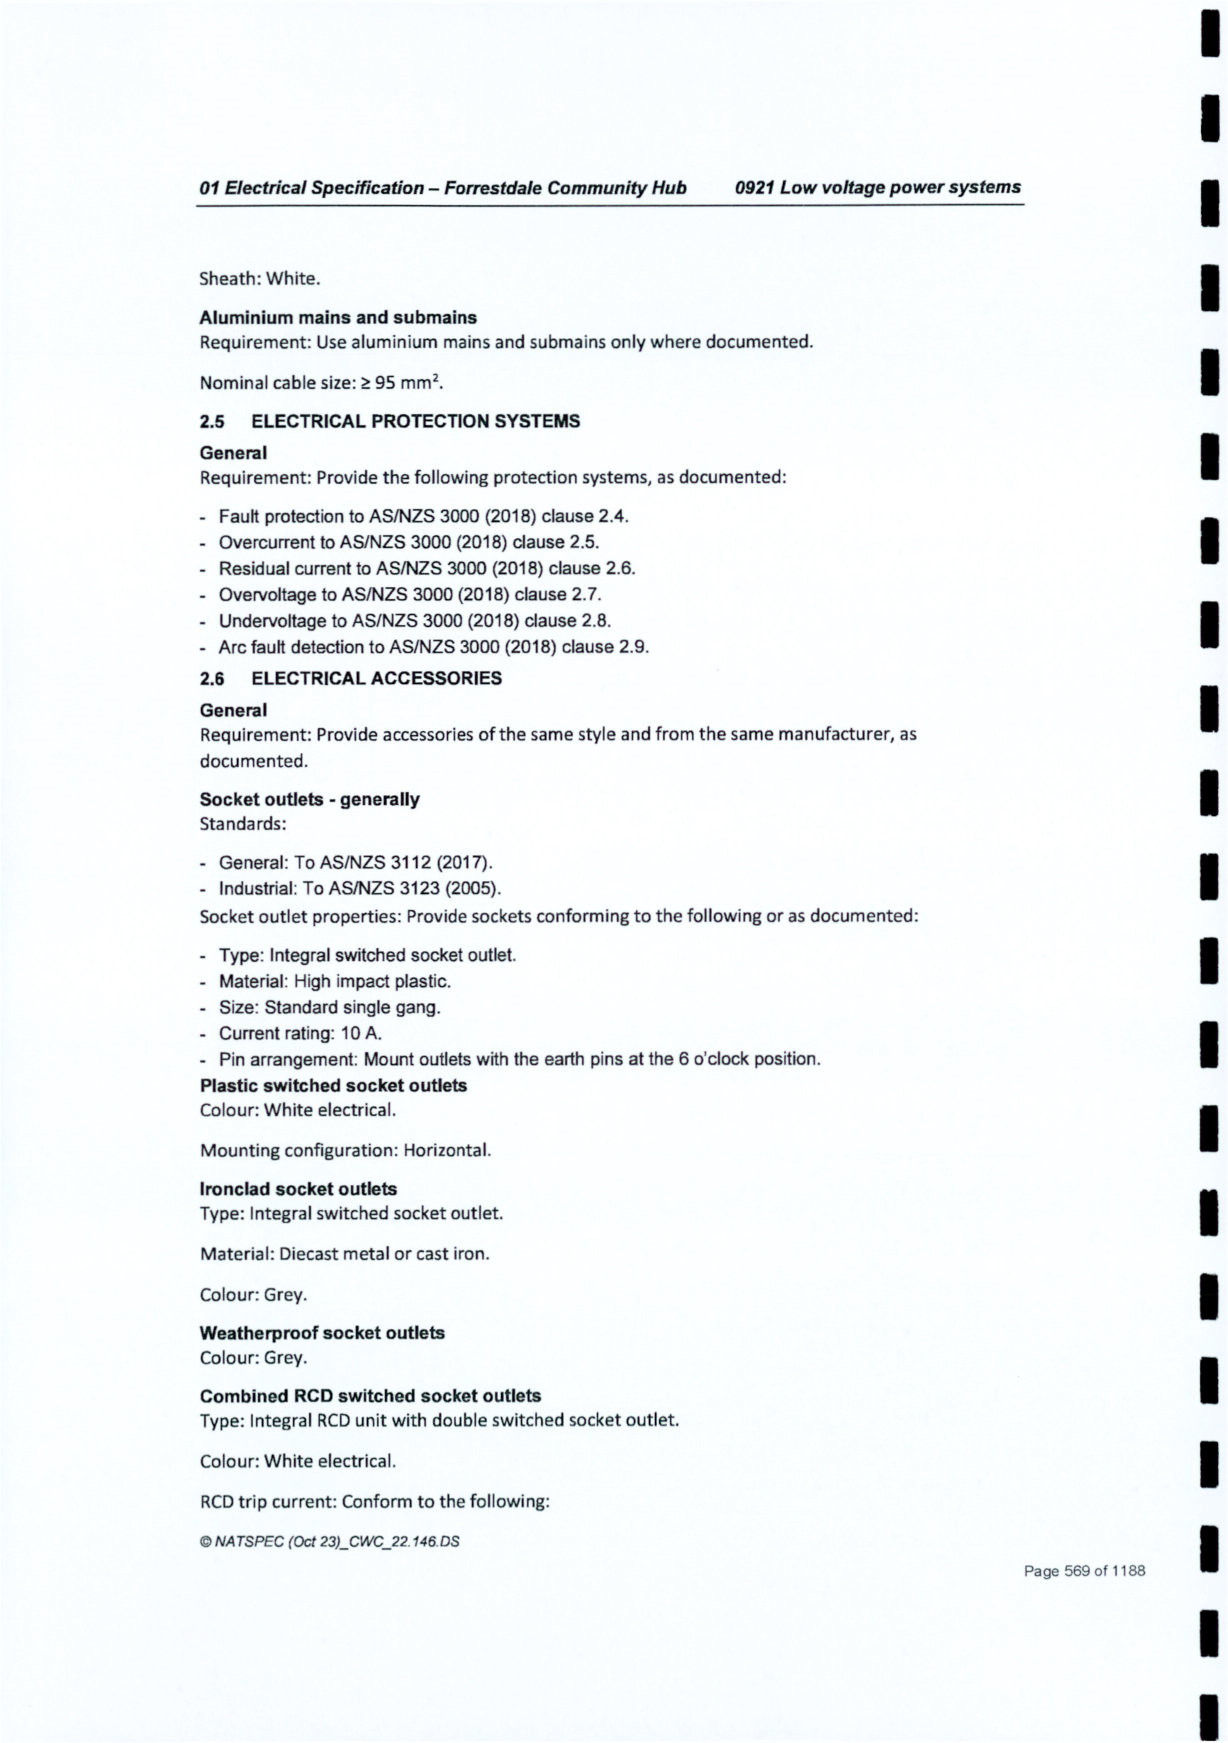 01 Electrical Specification – Forrestdale Community Hub 0921 Low voltage power systems
Sheath: White.
Aluminium mains and submains
Requirement: Use aluminium mains and submains only where documented.
Nominal cable size: ≥ 95 mm².
2.5 ELECTRICAL PROTECTION SYSTEMS
General
Requirement: Provide the following protection systems, as documented:
- Fault protection to AS/NZS 3000 (2018) clause 2.4.
- Overcurrent to AS/NZS 3000 (2018) clause 2.5.
- Residual current to AS/NZS 3000 (2018) clause 2.6.
- Overvoltage to AS/NZS 3000 (2018) clause 2.7.
- Undervoltage to AS/NZS 3000 (2018) clause 2.8.
- Arc fault detection to AS/NZS 3000 (2018) clause 2.9.
2.6 ELECTRICAL ACCESSORIES
General
Requirement: Provide accessories of the same style and from the same manufacturer, as
documented.
Socket outlets - generally
Standards:
- General: To AS/NZS 3112 (2017).
- Industrial: To AS/NZS 3123 (2005).
Socket outlet properties: Provide sockets conforming to the following or as documented:
- Type: Integral switched socket outlet.
- Material: High impact plastic.
- Size: Standard single gang.
- Current rating: 10 A.
- Pin arrangement: Mount outlets with the earth pins at the 6 o'clock position.
Plastic switched socket outlets
Colour: White electrical.
Mounting configuration: Horizontal.
Ironclad socket outlets
Type: Integral switched socket outlet.
Material: Diecast metal or cast iron.
Colour: Grey.
Weatherproof socket outlets
Colour: Grey.
Combined RCD switched socket outlets
Type: Integral RCD unit with double switched socket outlet.
Colour: White electrical.
RCD trip current: Conform to the following:
© NATSPEC (Oct 23)_CWC_22.146.DS
Page 569 of 1188